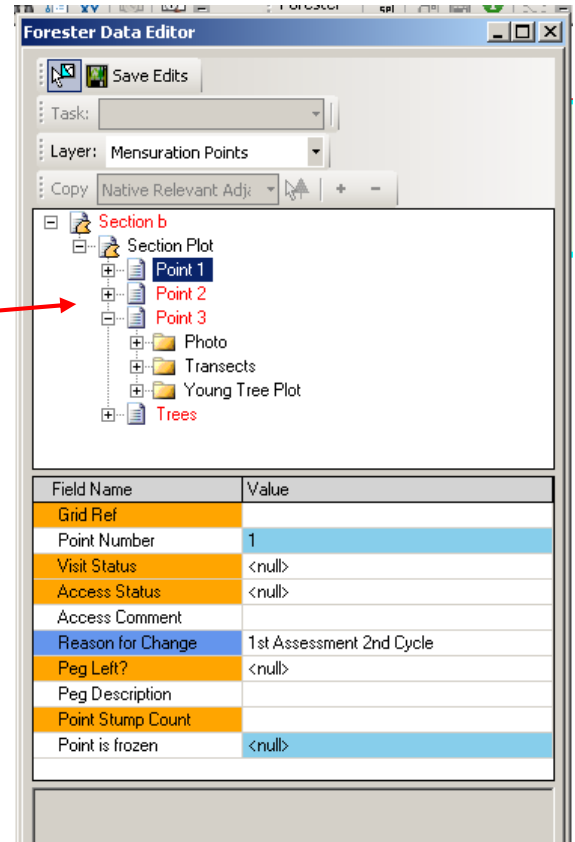 Forester Data Editor
Save Edits
Task:
Layer: Mensuration Points
Copy Native Relevant Adj + -
Section b
Section Plot
Point 1
Point 2
Point 3
Photo
Transects
Young Tree Plot
Trees
Field Name Value
Grid Ref
Point Number 1
Visit Status <null>
Access Status <null>
Access Comment
Reason for Change 1st Assessment 2nd Cycle
Peg Left? <null>
Peg Description
Point Stump Count
Point is frozen <null>